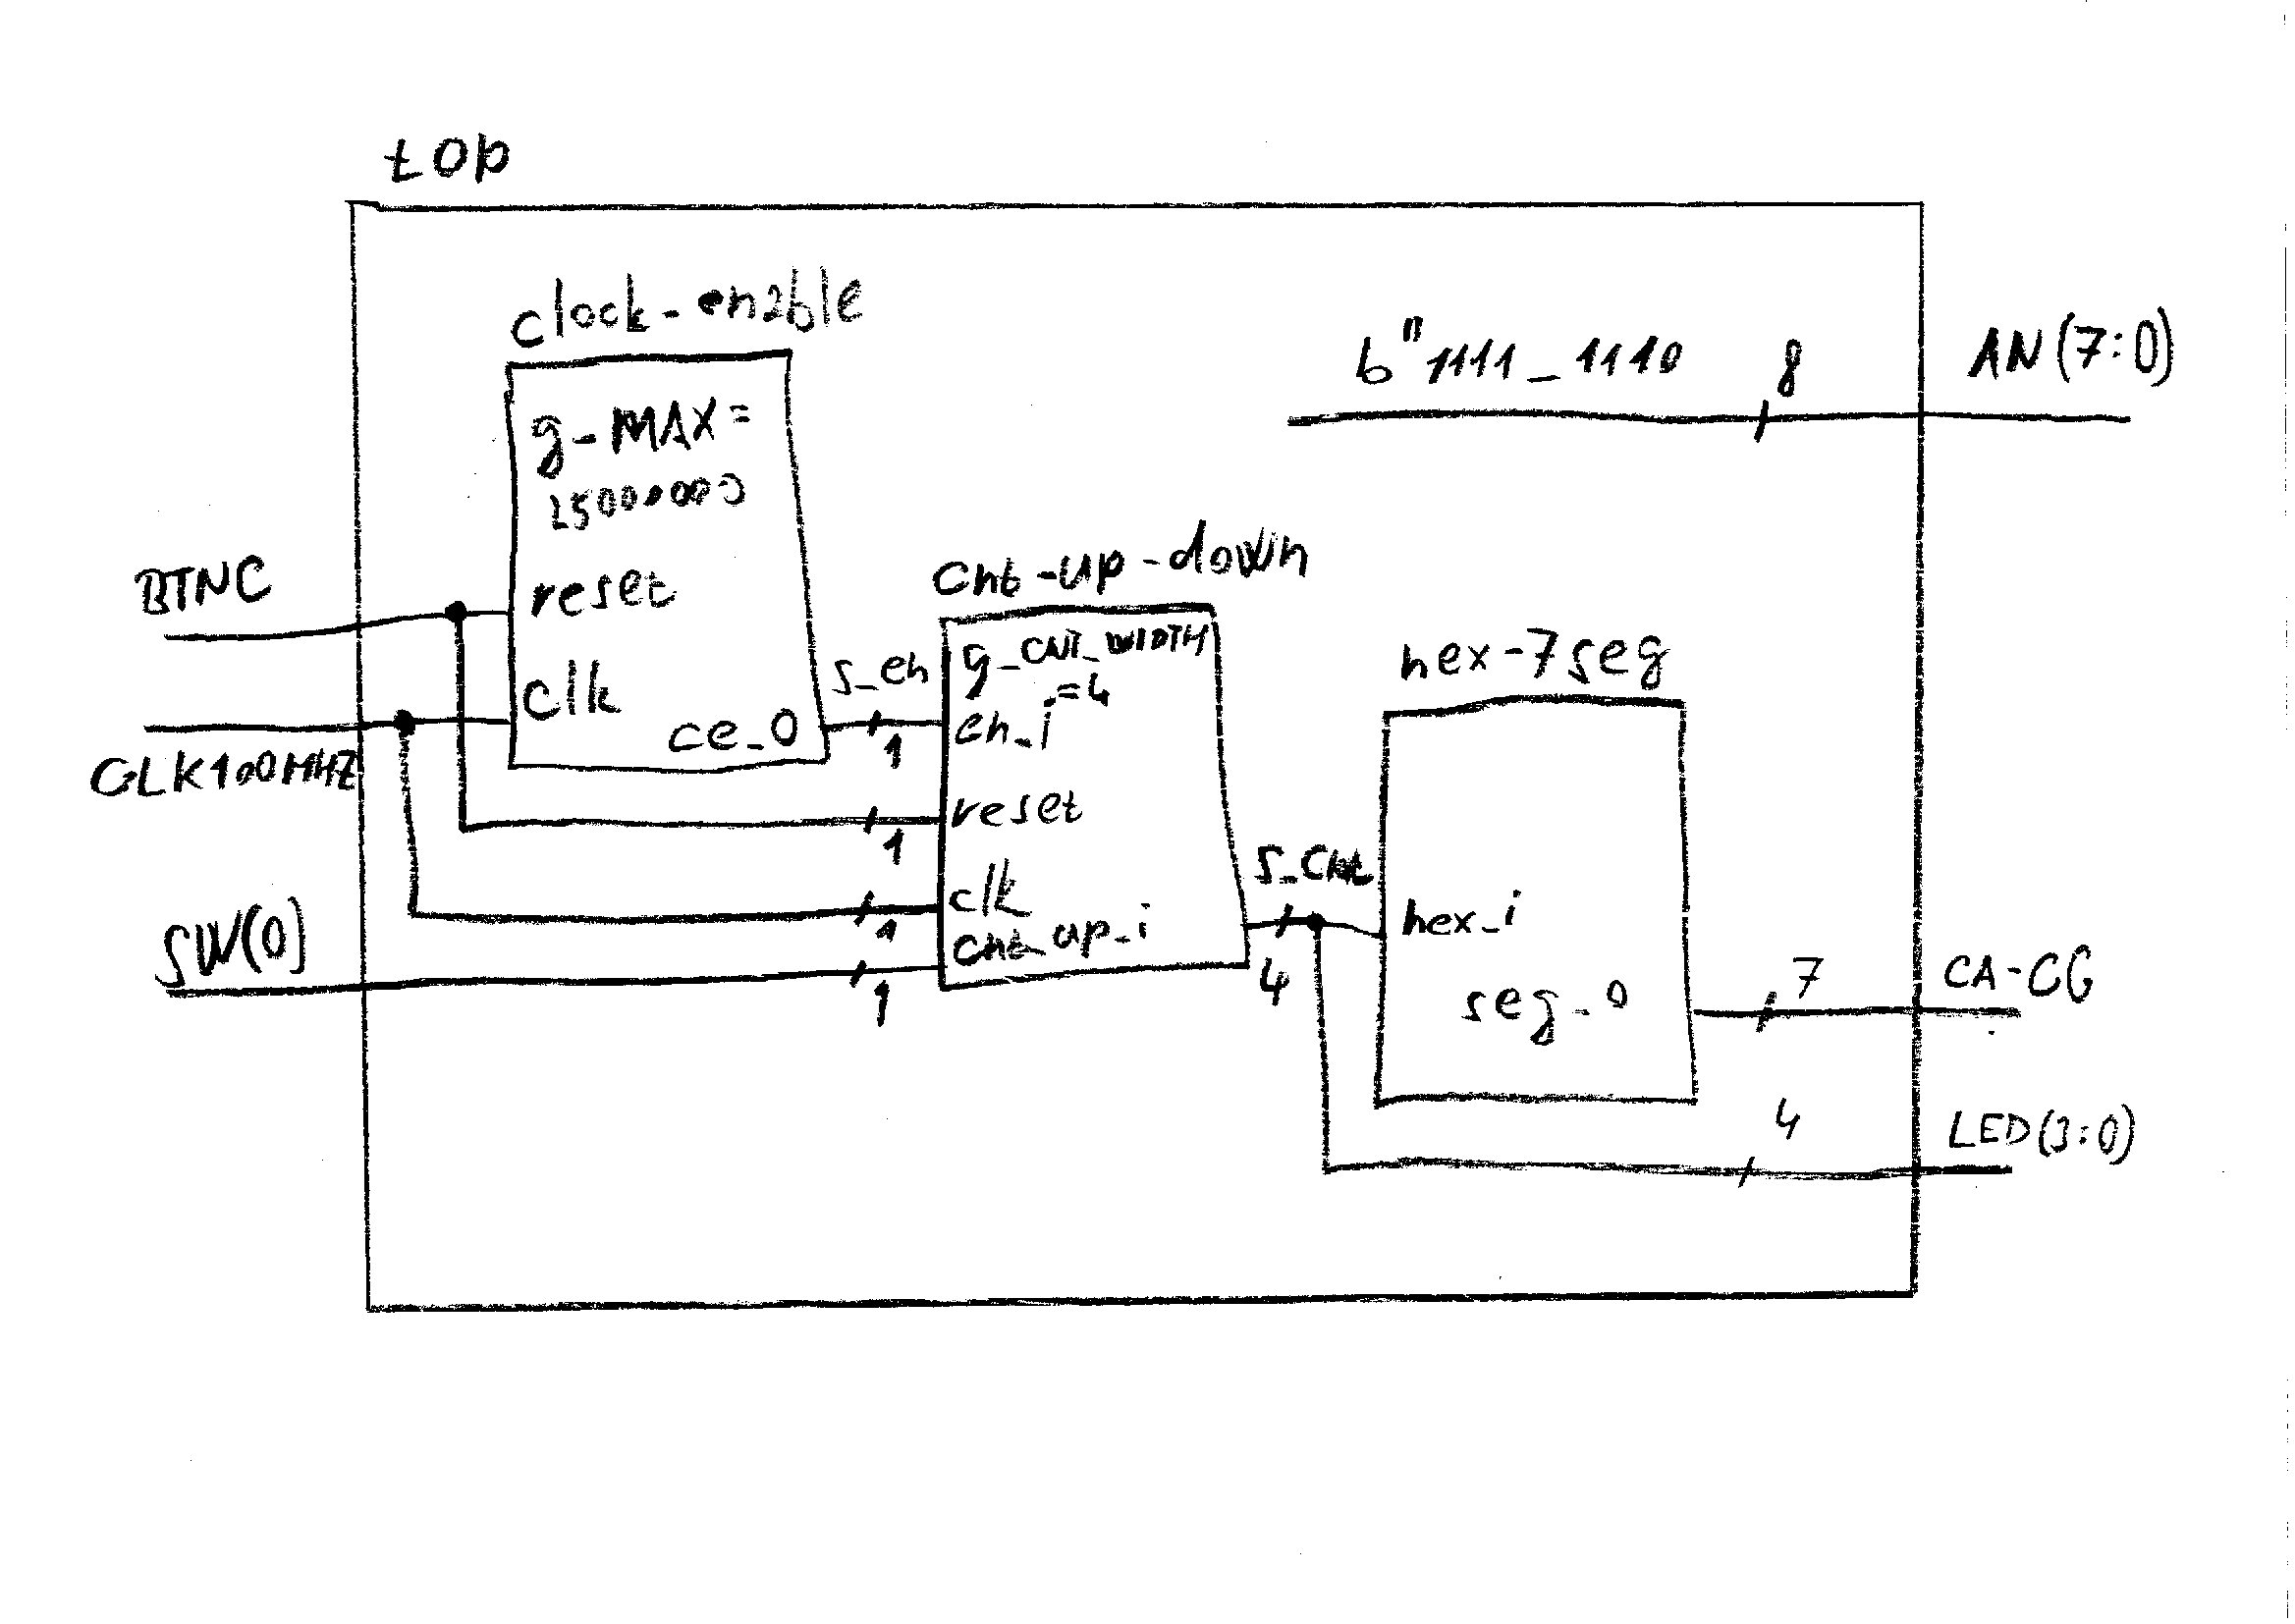 top
clock-enable
g-MAX=
25000000
reset
clk
ce_0
BTNC
CLK100MHZ
SW(0)
s_en
1
1
1
1
cnt-up-down
g_CNT_WIDTH
=4
en_i
reset
clk
cnt_up_i
s_cnt
4
hex-7seg
hex_i
seg_0
b"1111_1110
8
AN(7:0)
7
CA-CG
4
LED(3:0)